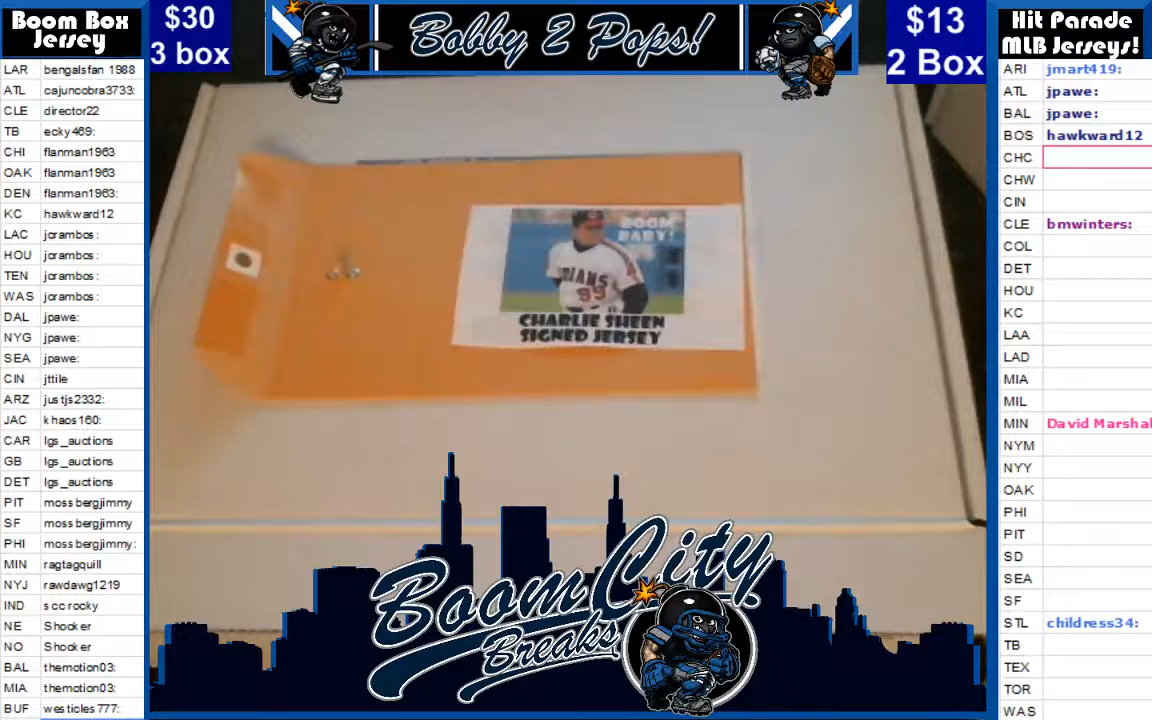 Boom Box
Jersey
$30
3 box
Bobby 2 Pops!
$13
2 Box
Hit Parade
MLB Jerseys!
LAR bengalsfan 1988
ATL cajuncobra3733:
CLE director22
TB ecky469:
CHI flanman1963
OAK flanman1963
DEN flanman1963:
KC hawkward12
LAC jcrambos:
HOU jcrambos:
TEN jcrambos:
WAS jcrambos:
DAL jpawe:
NYG jpawe:
SEA jpawe:
CIN jttile
ARZ justjs2332:
JAC khaos160:
CAR lgs_auctions
GB lgs_auctions
DET lgs_auctions
PIT mossbergjimmy
SF mossbergjimmy
PHI mossbergjimmy:
MIN ragtagquill
NYJ rawdawg1219
IND sccrocky
NE Shocker
NO Shocker
BAL themotion03:
MIA themotion03:
BUF westicles777:
BOOM
BABY!
DIANS
99
CHARLIE SHEEN
SIGNED JERSEY
Boom City
Breaks
ARI jmart419:
ATL jpawe:
BAL jpawe:
BOS hawkward12
CHC
CHW
CIN
CLE bmwinters:
COL
DET
HOU
KC
LAA
LAD
MIA
MIL
MIN David Marshal
NYM
NYY
OAK
PHI
PIT
SD
SEA
SF
STL childress34:
TB
TEX
TOR
WAS